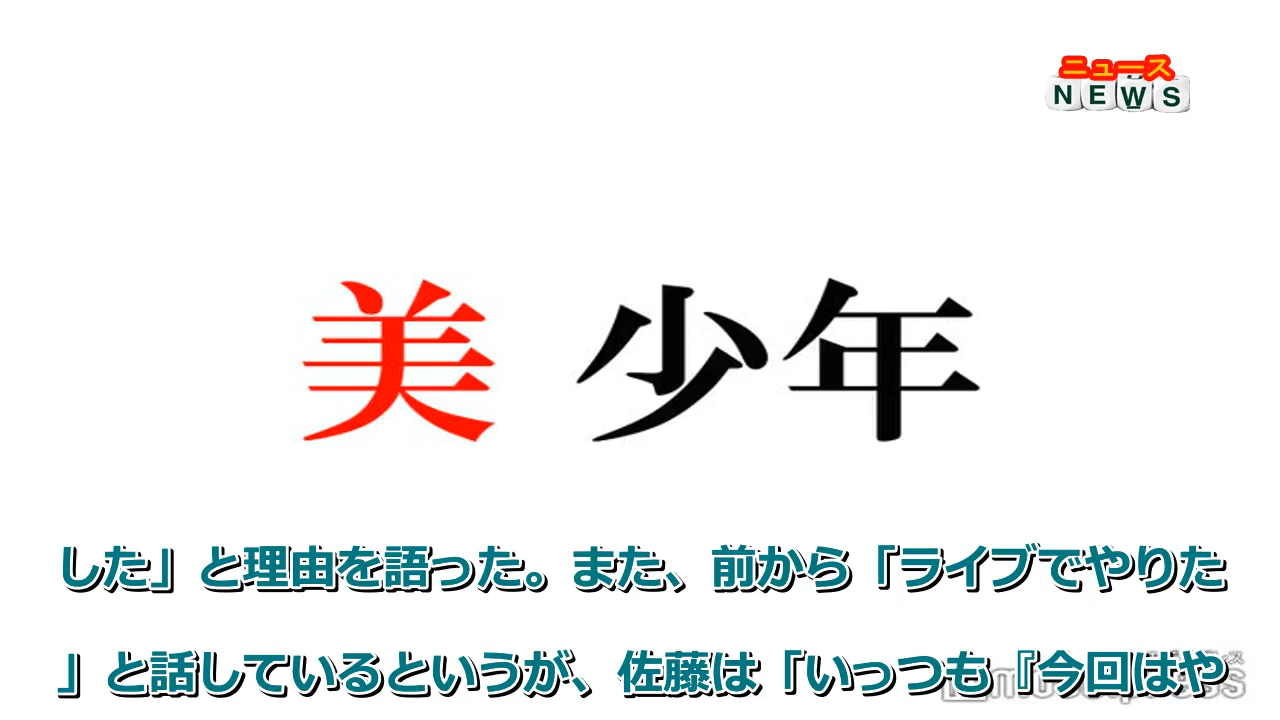 ニュース
NEWS
美 少年
した」と理由を語った。また、前から「ライブでやりた
」と話しているというが、佐藤は「いっつも『今回はや